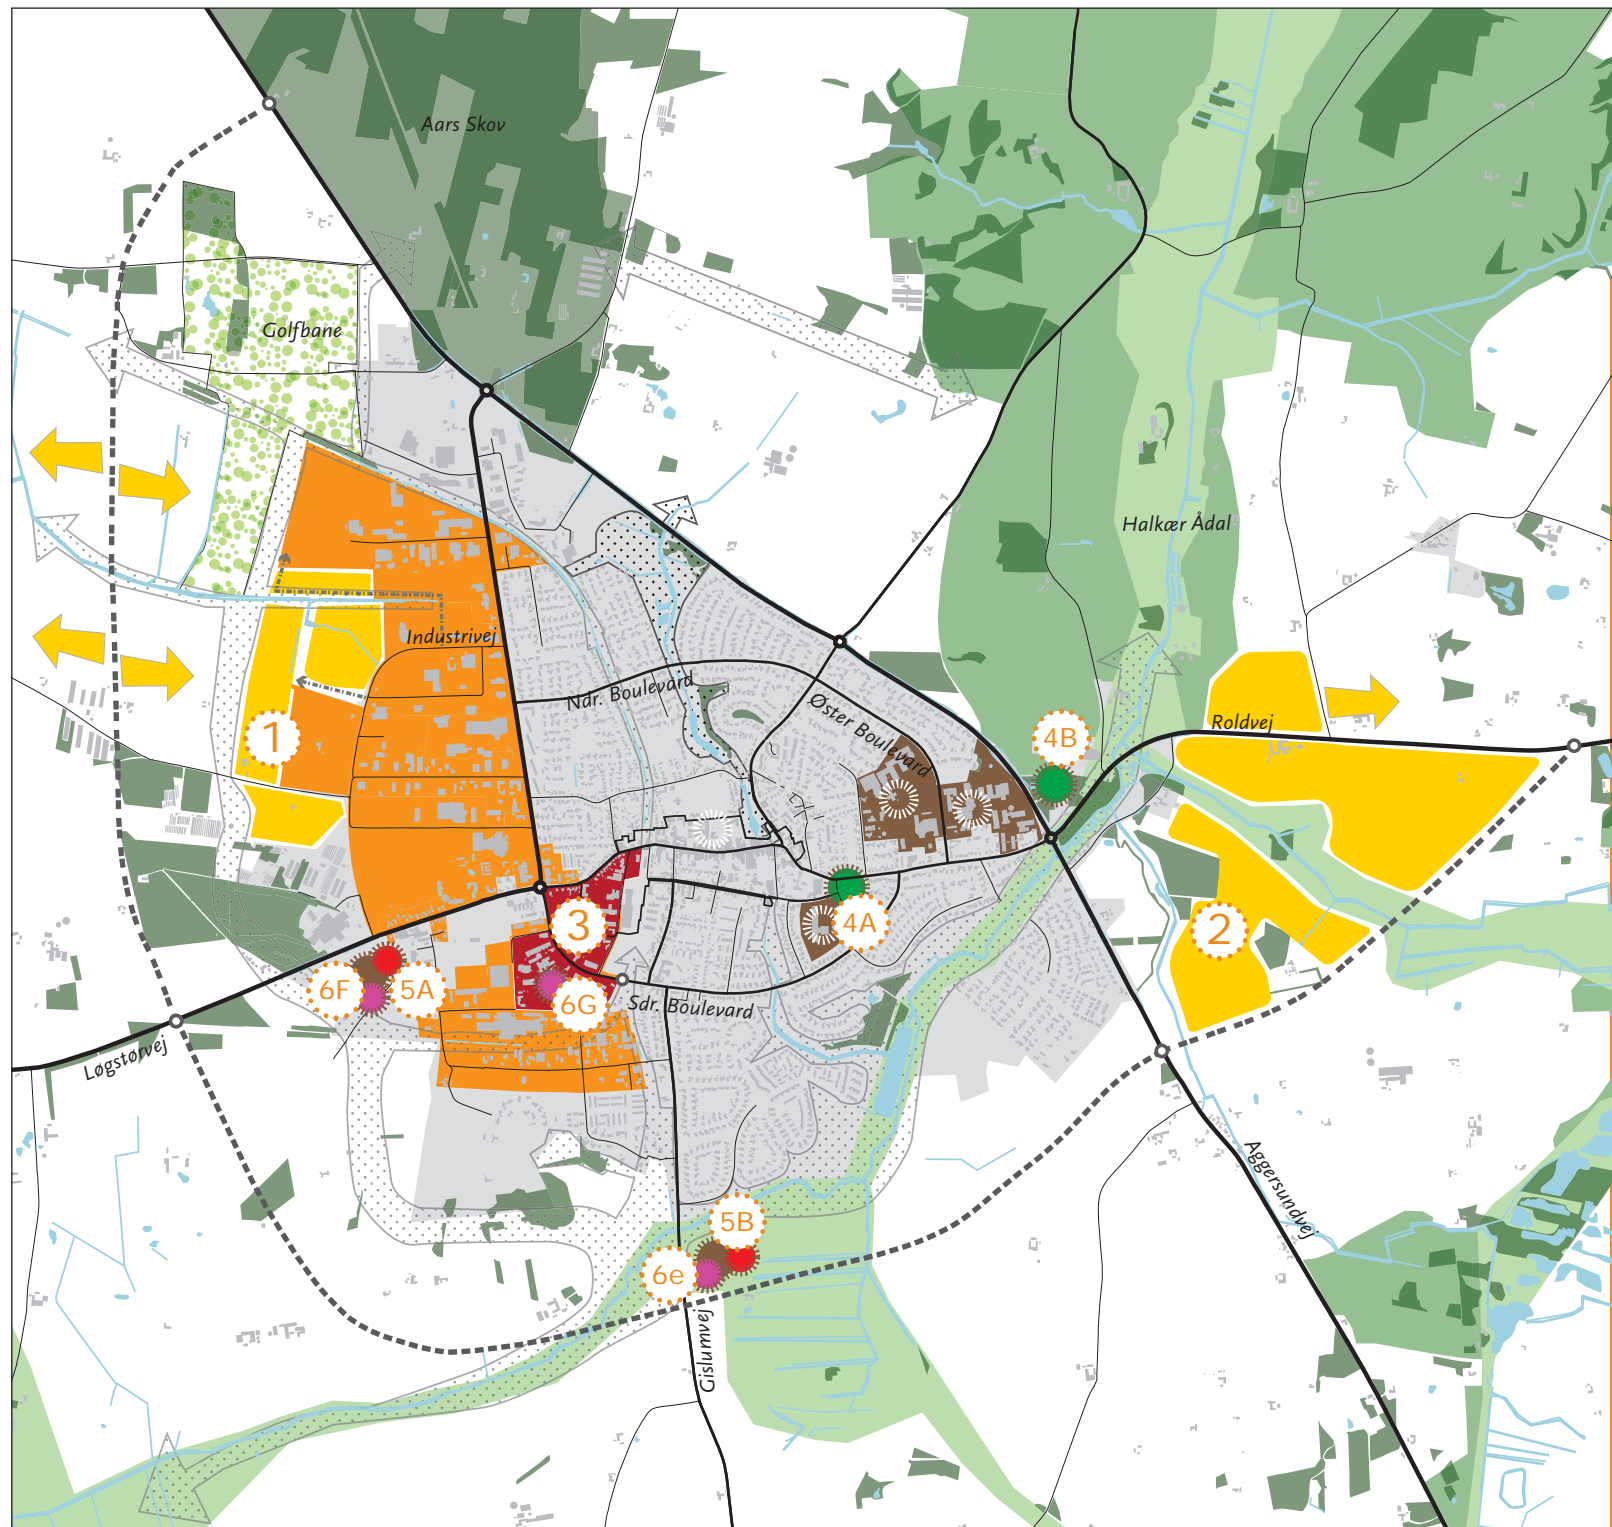 Aars Skov
Golfbane
Halkær Ådal
Industrivej
Ndr. Boulevard
Øster Boulevard
Roldvej
1
4B
3
4A
2
6F
5A
6G
Sdr. Boulevard
Løgstørvej
Aggersundvej
5B
6e
Gislumvej